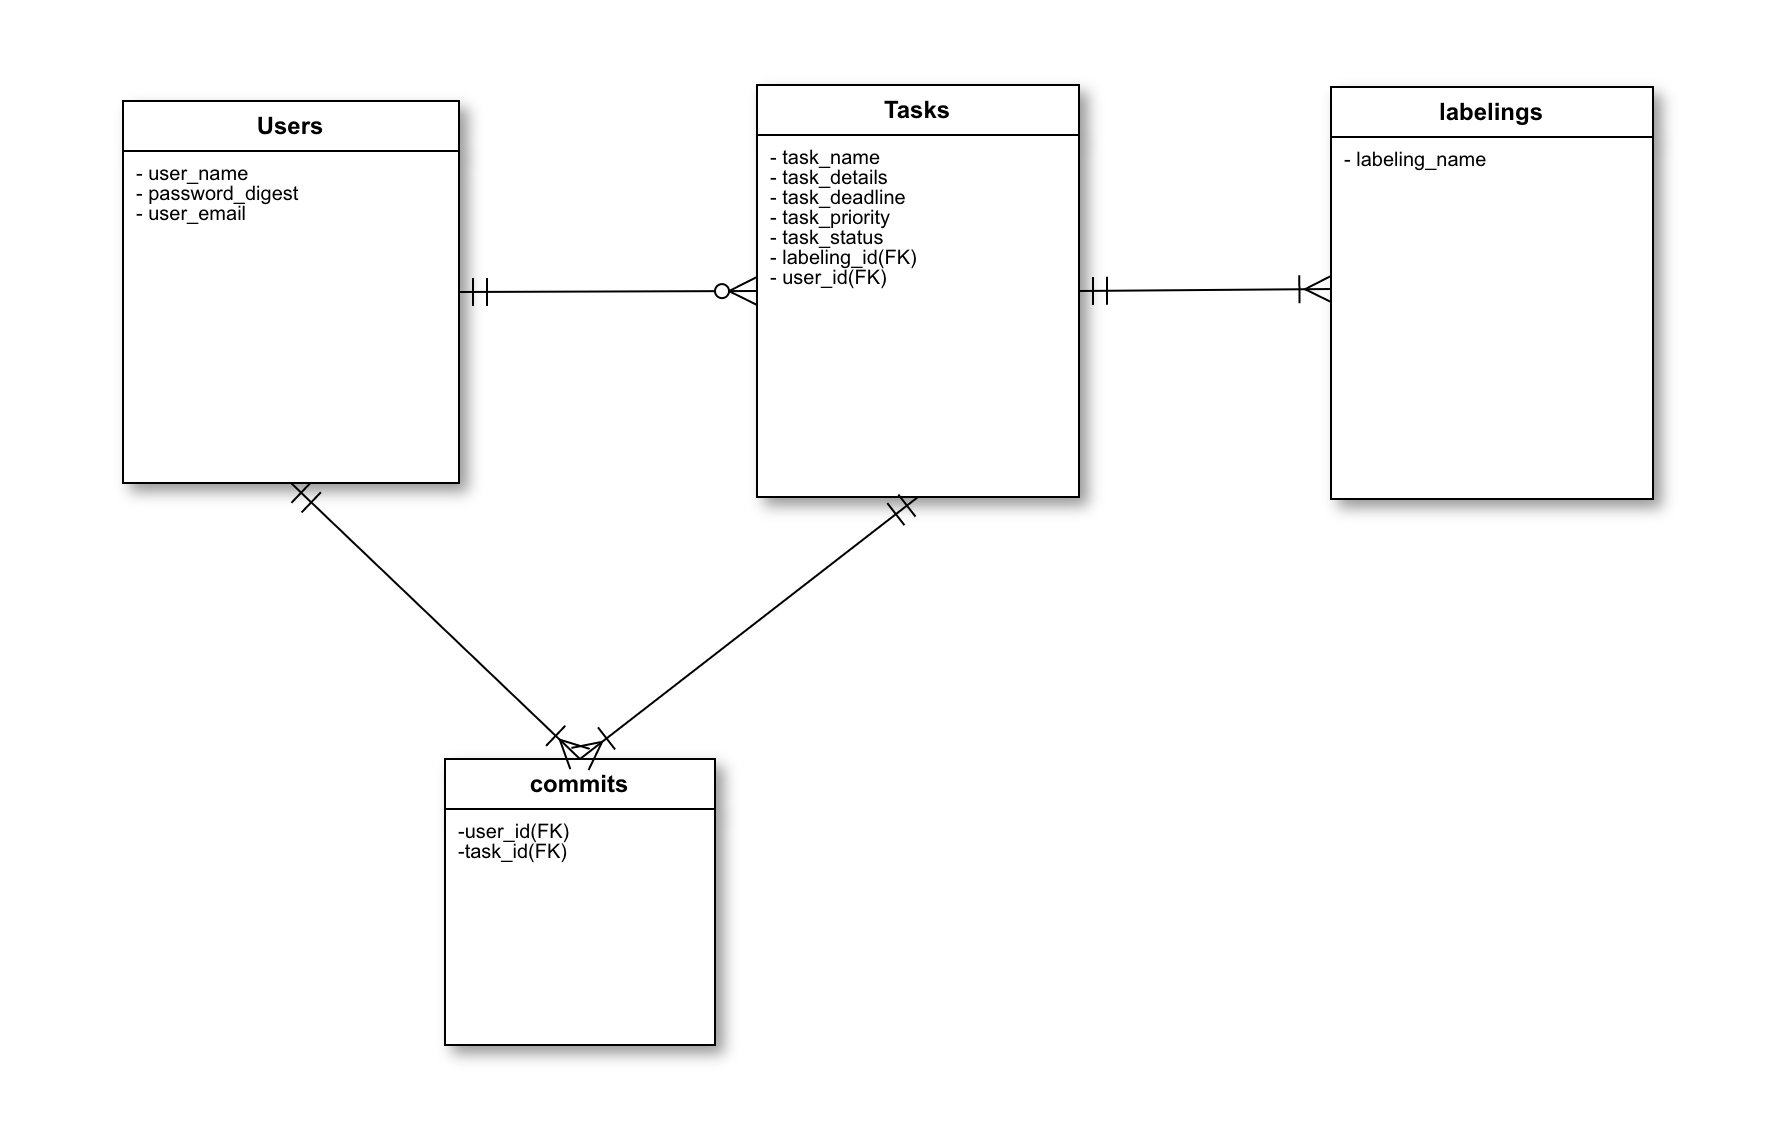 Users
- user_name
- password_digest
- user_email
Tasks
- task_name
- task_details
- task_deadline
- task_priority
- task_status
- labeling_id(FK)
- user_id(FK)
labelings
- labeling_name
commits
-user_id(FK)
-task_id(FK)